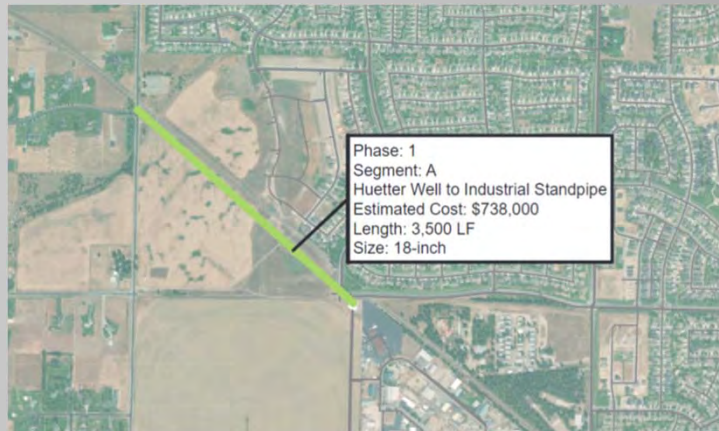 Phase: 1
Segment: A
Huetter Well to Industrial Standpipe
Estimated Cost: $738,000
Length: 3,500 LF
Size: 18-inch